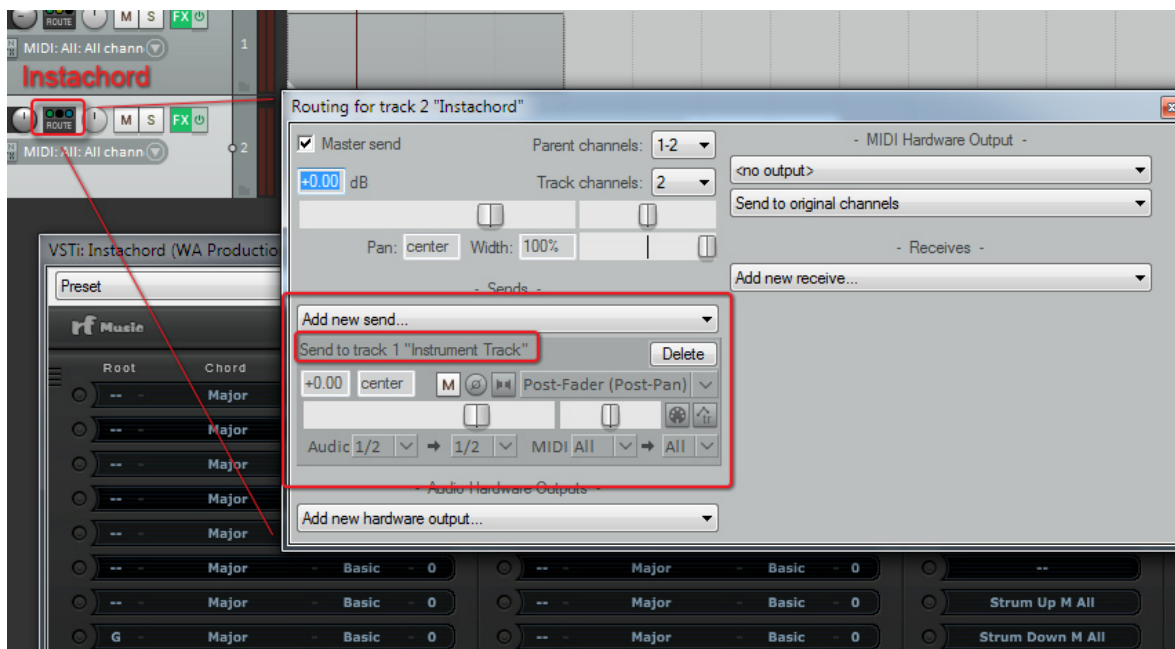 ROUTE M S FX
MIDI: All: All chann 1
Instachord
ROUTE M S FX
MIDI: All: All chann 2
Routing for track 2 "Instachord"
Master send Parent channels: 1-2
+0.00 dB Track channels: 2
Pan: center Width: 100%
- Sends -
Add new send...
Send to track 1 "Instrument Track" Delete
+0.00 center M Post-Fader (Post-Pan)
Audic 1/2 1/2 MIDI All All
- Audio Hardware Outputs -
Add new hardware output...
- MIDI Hardware Output -
<no output>
Send to original channels
- Receives -
Add new receive...
VSTi: Instachord (WA Productio
Preset
rf Music
Root Chord
-- - Major
-- - Major
-- - Major
-- - Major
-- - Major
-- - Major - Basic - 0 -- - Major - Basic - 0 --
-- - Major - Basic - 0 -- - Major - Basic - 0 Strum Up M All
G - Major - Basic - 0 -- - Major - Basic - 0 Strum Down M All